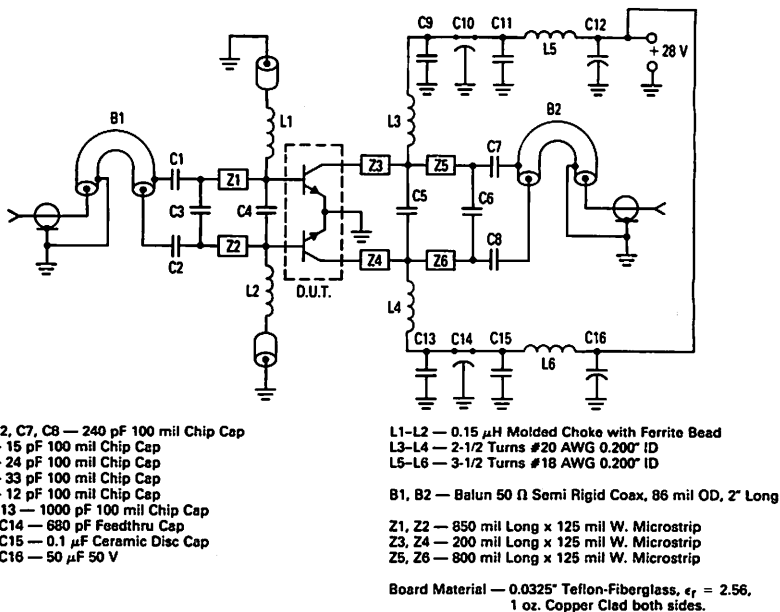 C9
C10
C11
C12
L5
+ 28 V
B1
L1
L3
B2
C7
C1
Z1
Z3
Z5
C3
C4
C5
C6
C2
Z2
Z4
Z6
C8
L2
D.U.T.
L4
C13
C14
C15
C16
L6
2, C7, C8 — 240 pF 100 mil Chip Cap
15 pF 100 mil Chip Cap
24 pF 100 mil Chip Cap
33 pF 100 mil Chip Cap
12 pF 100 mil Chip Cap
13 — 1000 pF 100 mil Chip Cap
C14 — 680 pF Feedthru Cap
C15 — 0.1 μF Ceramic Disc Cap
C16 — 50 μF 50 V
L1-L2 — 0.15 μH Molded Choke with Ferrite Bead
L3-L4 — 2-1/2 Turns #20 AWG 0.200" ID
L5-L6 — 3-1/2 Turns #18 AWG 0.200" ID
B1, B2 — Balun 50 Ω Semi Rigid Coax, 86 mil OD, 2" Long
Z1, Z2 — 850 mil Long x 125 mil W. Microstrip
Z3, Z4 — 200 mil Long x 125 mil W. Microstrip
Z5, Z6 — 800 mil Long x 125 mil W. Microstrip
Board Material — 0.0325" Teflon-Fiberglass, εr = 2.56,
1 oz. Copper Clad both sides.